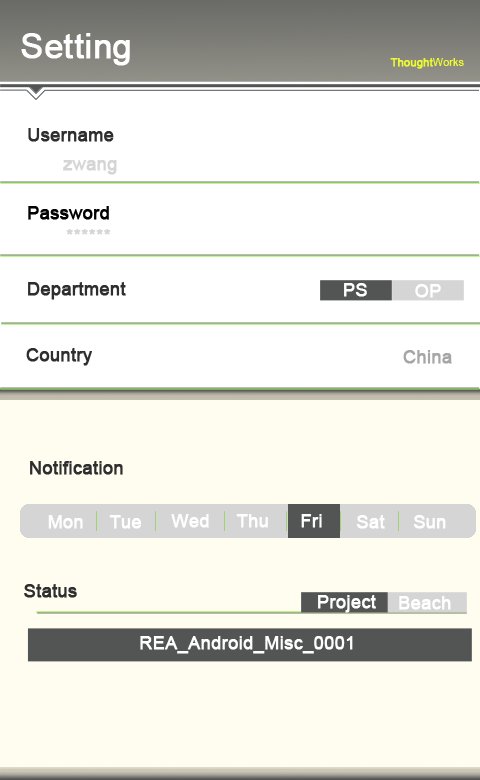 Setting
ThoughtWorks
Username
zwang
Password
******
Department PS OP
Country China
Notification
Mon Tue Wed Thu Fri Sat Sun
Status Project Beach
REA_Android_Misc_0001